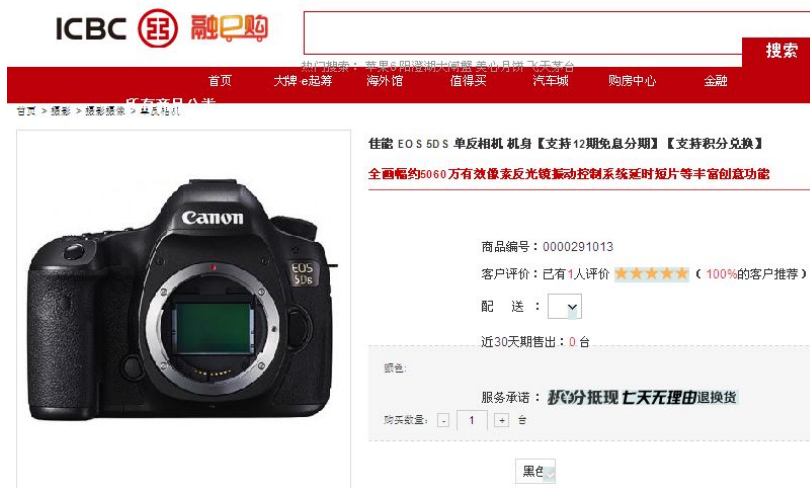 ICBC 融e购
搜索
热门搜索： 苹果6 阳澄湖大闸蟹 美心月饼 飞天茅台
首页 大牌e起筹 海外馆 值得买 汽车城 购房中心 金融
所有商品分类
首页 > 摄影 > 摄影摄像 > 单反相机
佳能 EOS 5DS 单反相机 机身【支持12期免息分期】【支持积分兑换】
全画幅约5060万有效像素反光镜振动控制系统延时短片等丰富创意功能
Canon
EOS
5Ds
商品编号：0000291013
客户评价：已有1人评价 ★★★★★ （ 100%的客户推荐）
配 送 ：
近30天期售出：0 台
颜色:
服务承诺： 积分抵现 七天无理由退换货
购买数量: - 1 + 台
黑色